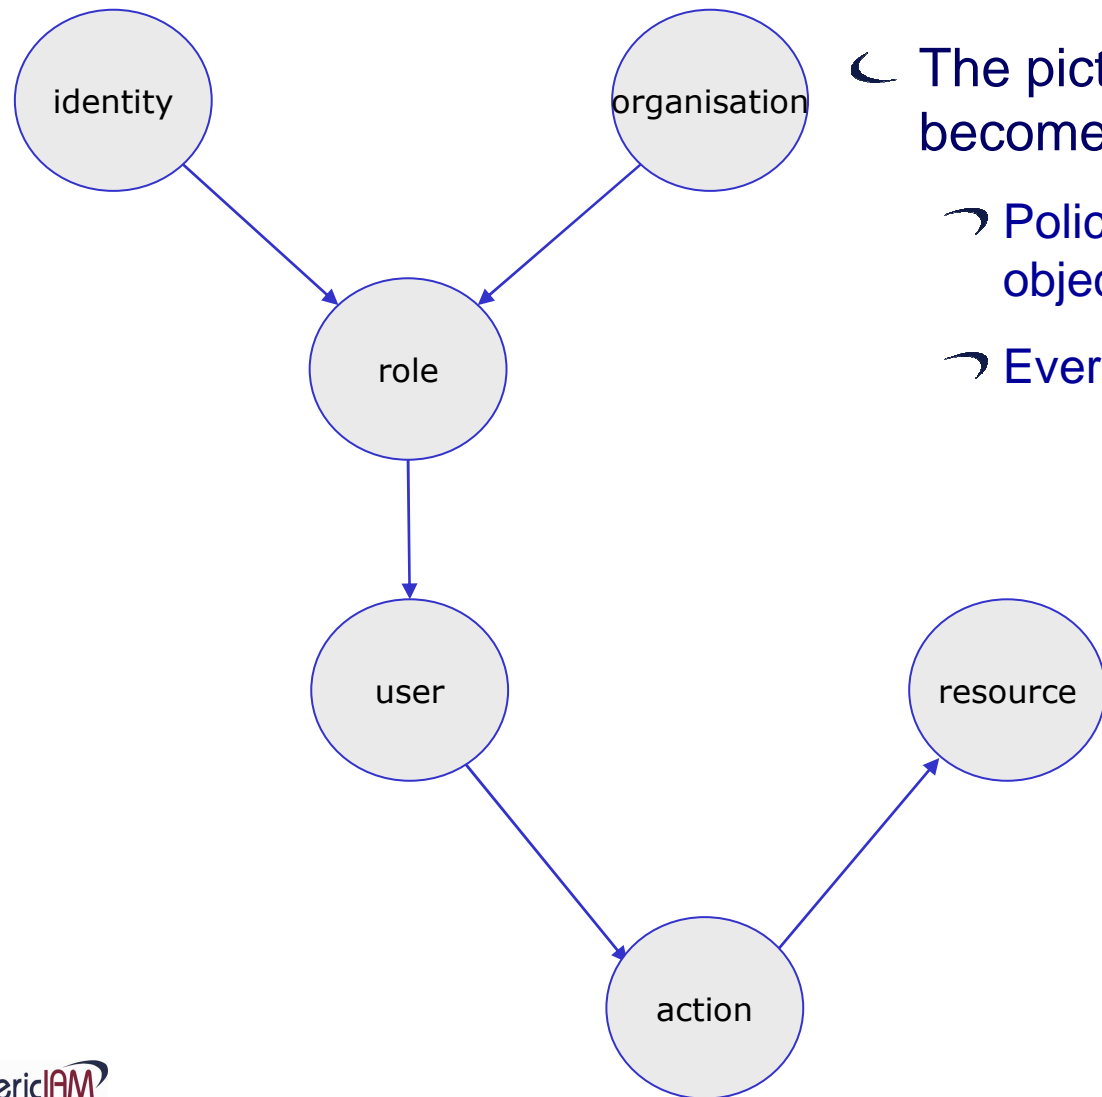 identity
organisation
The pict
become
Polic
objec
Ever
role
user
resource
action
ericIAM